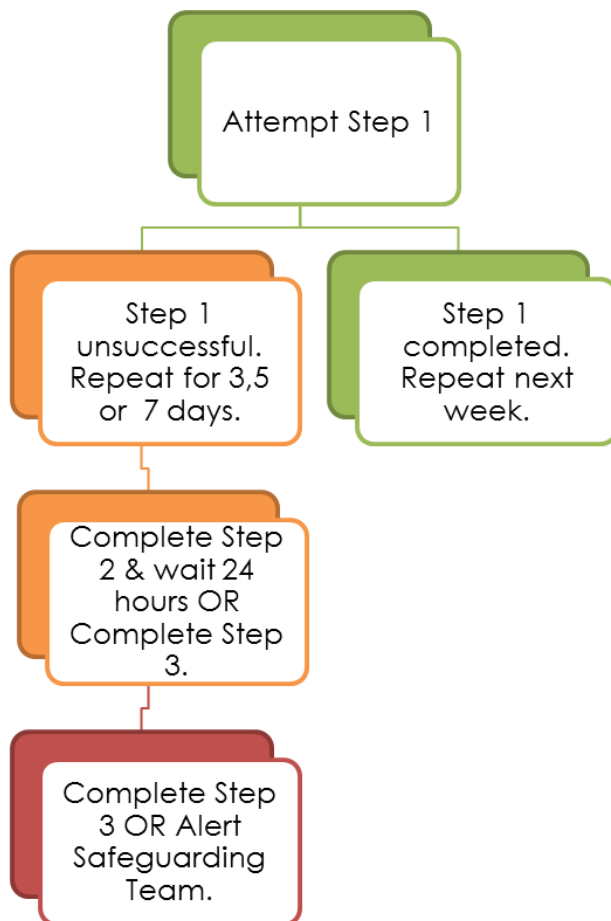 Attempt Step 1
Step 1
unsuccessful.
Repeat for 3,5
or 7 days.
Step 1
completed.
Repeat next
week.
Complete Step
2 & wait 24
hours OR
Complete Step
3.
Complete Step
3 OR Alert
Safeguarding
Team.